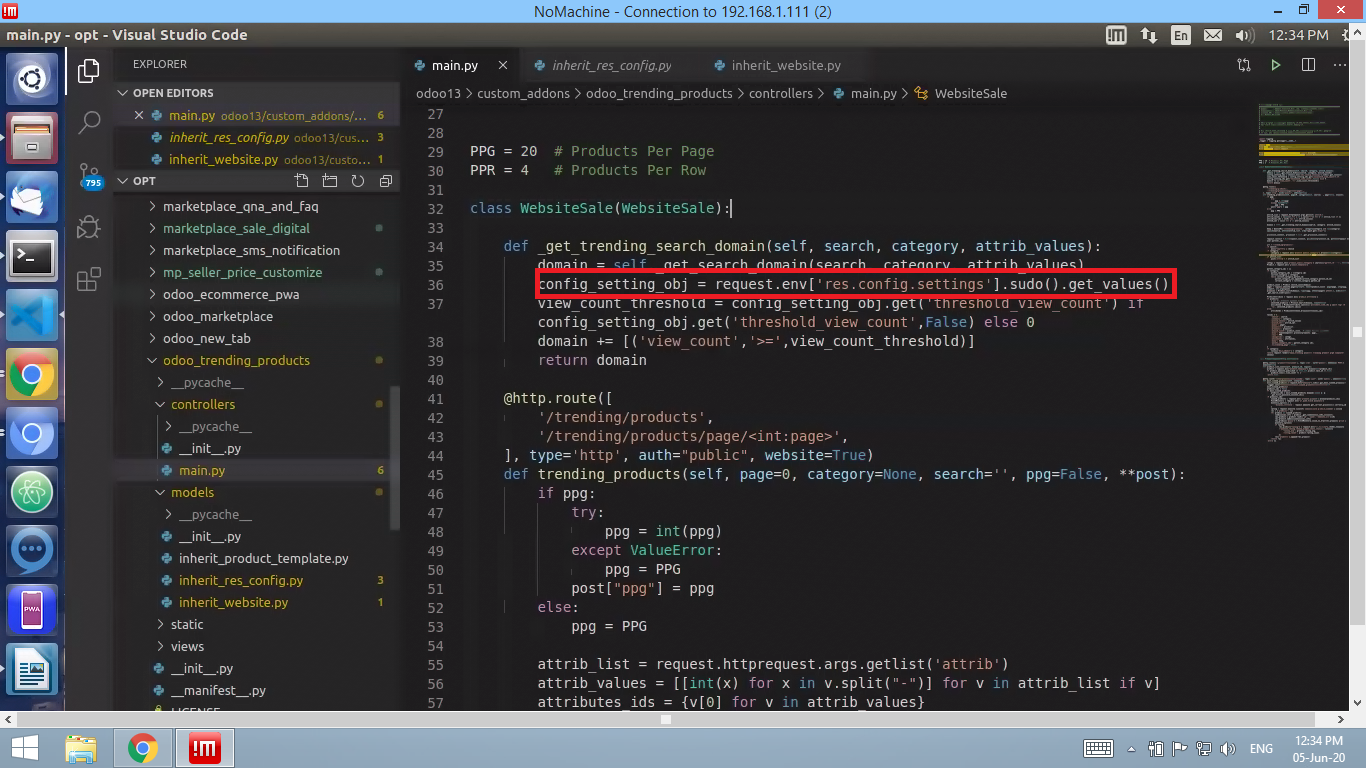 NoMachine - Connection to 192.168.1.111 (2)
main.py - opt - Visual Studio Code
En
12:34 PM
EXPLORER
OPEN EDITORS
main.py odoo13/custom_addons/... 6
inherit_res_config.py odoo13/cus... 3
inherit_website.py odoo13/custo... 1
OPT
795
marketplace_qna_and_faq
marketplace_sale_digital
marketplace_sms_notification
mp_seller_price_customize
odoo_ecommerce_pwa
odoo_marketplace
odoo_new_tab
odoo_trending_products
__pycache__
controllers
__pycache__
__init__.py
main.py 6
models
__pycache__
__init__.py
inherit_product_template.py
inherit_res_config.py 3
inherit_website.py 1
static
views
__init__.py
__manifest__.py
LICENSE
PWA
main.py
inherit_res_config.py
inherit_website.py
odoo13 > custom_addons > odoo_trending_products > controllers > main.py > WebsiteSale
27
28
29 PPG = 20  # Products Per Page
30 PPR = 4   # Products Per Row
31
32 class WebsiteSale(WebsiteSale):
33
34 def _get_trending_search_domain(self, search, category, attrib_values):
35 domain = self._get_search_domain(search, category, attrib_values)
36 config_setting_obj = request.env['res.config.settings'].sudo().get_values()
37 view_count_threshold = config_setting_obj.get('threshold_view_count') if
config_setting_obj.get('threshold_view_count',False) else 0
38 domain += [('view_count','>=',view_count_threshold)]
39 return domain
40
41 @http.route([
42 '/trending/products',
43 '/trending/products/page/<int:page>',
44 ], type='http', auth="public", website=True)
45 def trending_products(self, page=0, category=None, search='', ppg=False, **post):
46 if ppg:
47 try:
48 ppg = int(ppg)
49 except ValueError:
50 ppg = PPG
51 post["ppg"] = ppg
52 else:
53 ppg = PPG
54
55 attrib_list = request.httprequest.args.getlist('attrib')
56 attrib_values = [[int(x) for x in v.split("-")] for v in attrib_list if v]
57 attributes_ids = {v[0] for v in attrib_values}
ENG
12:34 PM
05-Jun-20